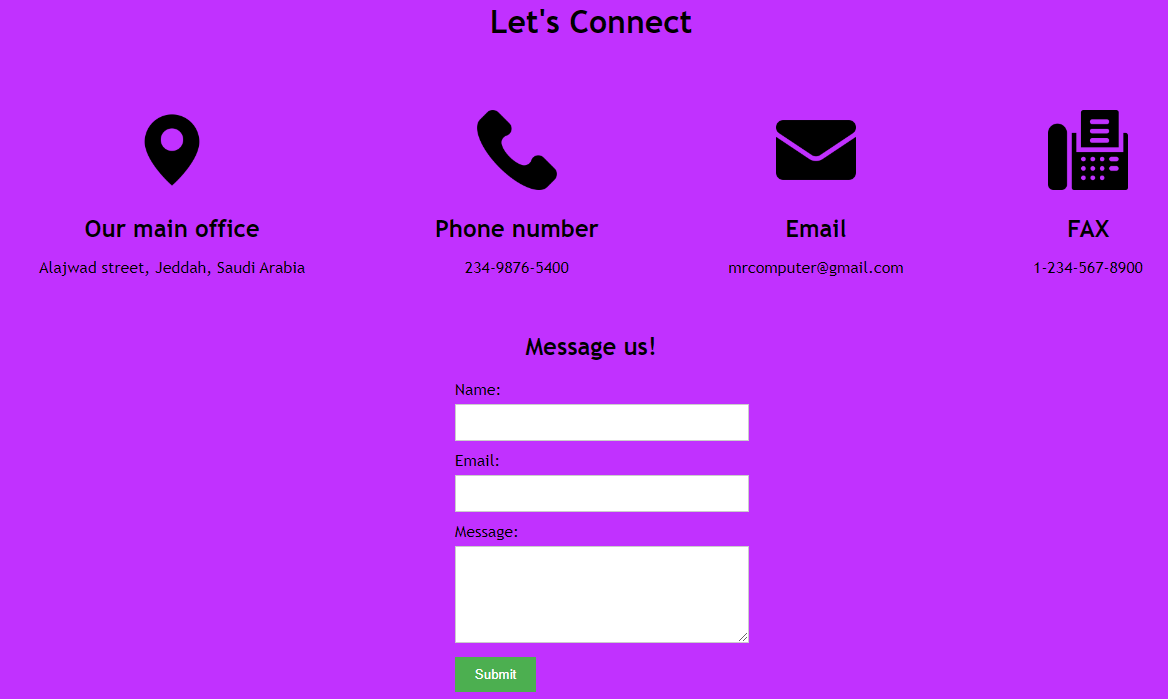 Let's Connect
Our main office
Phone number
Email
FAX
Alajwad street, Jeddah, Saudi Arabia
234-9876-5400
mrcomputer@gmail.com
1-234-567-8900
Message us!
Name:
Email:
Message:
Submit